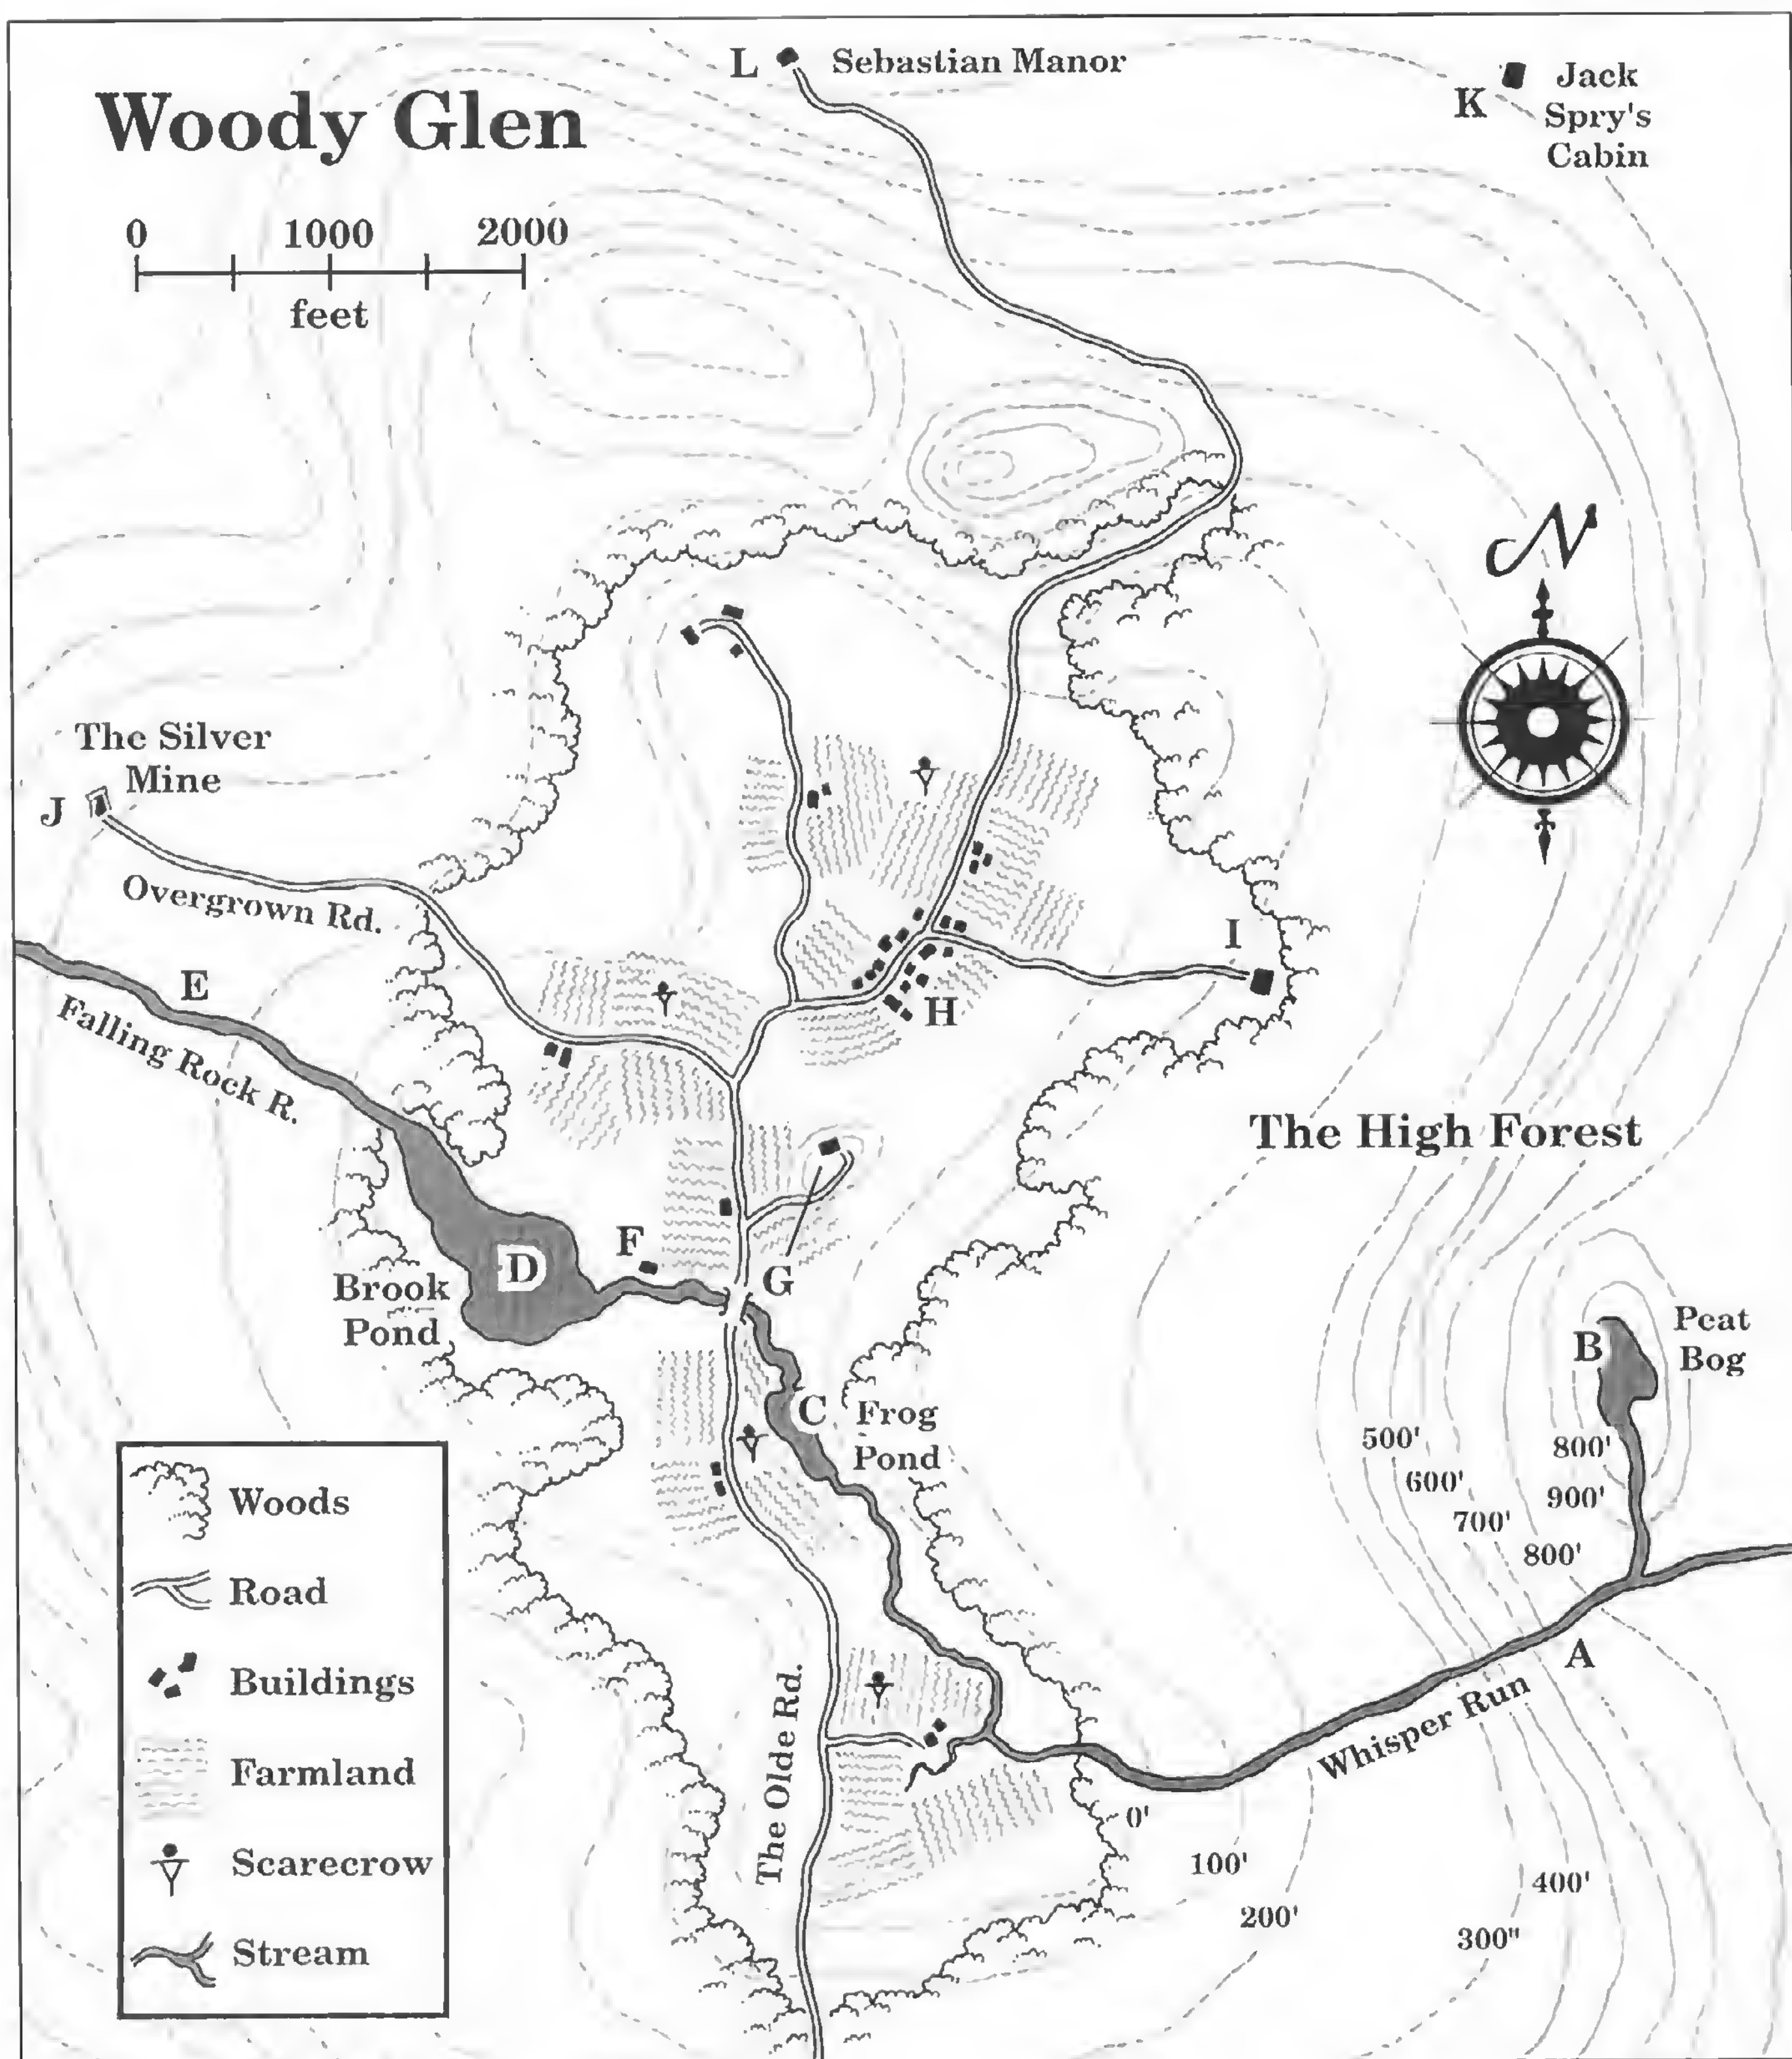 L
Sebastian Manor
K
Jack
Spry's
Cabin
Woody Glen
0 1000 2000
feet
N
The Silver
Mine
J
Overgrown Rd.
E
Falling Rock R.
I
H
The High Forest
F
D
G
Brook
Pond
B
Peat
Bog
C
Frog
Pond
500'
600'
700'
800'
800'
900'
A
Whisper Run
The Olde Rd.
0'
100'
200'
300"
400'
Woods
Road
Buildings
Farmland
Scarecrow
Stream